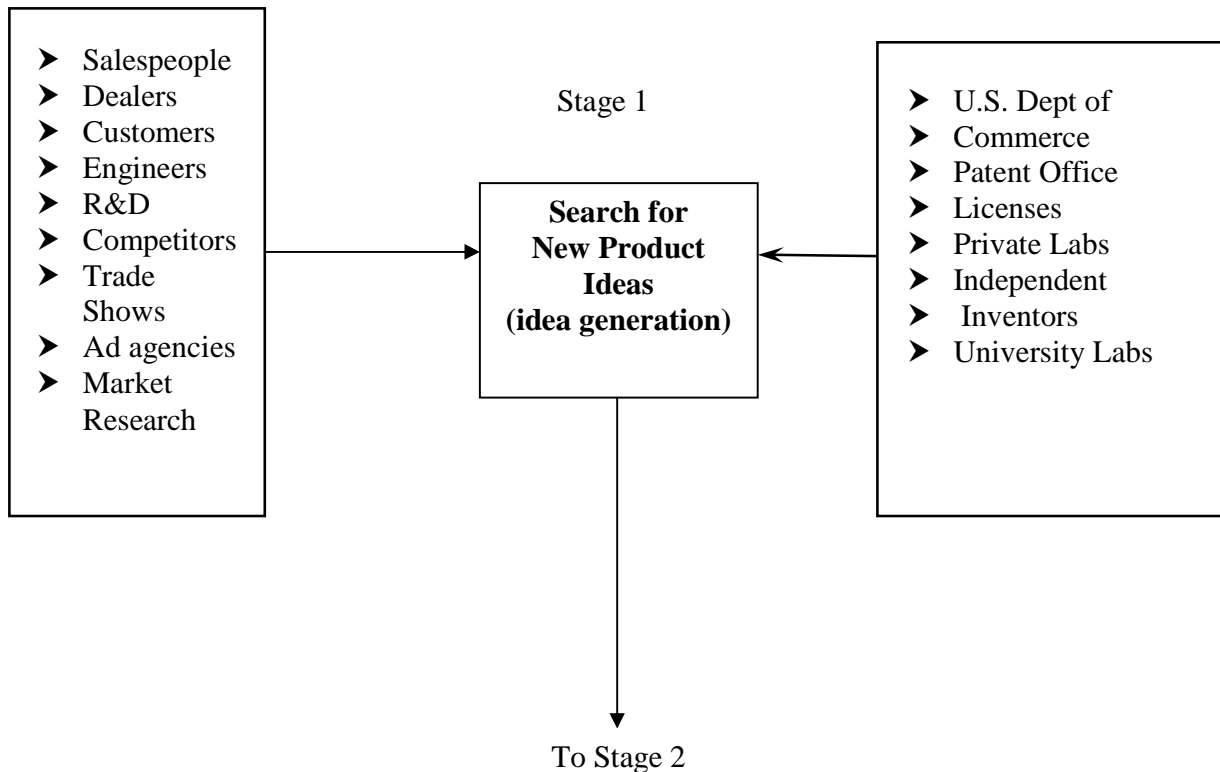 ➤ Salespeople
➤ Dealers
➤ Customers
➤ Engineers
➤ R&D
➤ Competitors
➤ Trade
Shows
➤ Ad agencies
➤ Market
Research
Stage 1
Search for
New Product
Ideas
(idea generation)
➤ U.S. Dept of
➤ Commerce
➤ Patent Office
➤ Licenses
➤ Private Labs
➤ Independent
➤ Inventors
➤ University Labs
To Stage 2